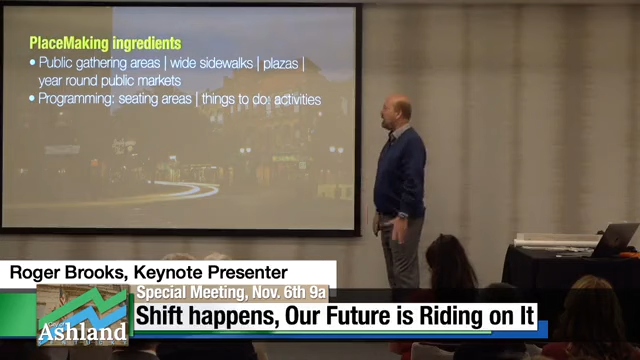 PlaceMaking ingredients
• Public gathering areas | wide sidewalks | plazas |
year round public markets
• Programming: seating areas | things to do: activities
Roger Brooks, Keynote Presenter
Special Meeting, Nov. 6th 9a
Shift happens, Our Future is Riding on It
Ashland